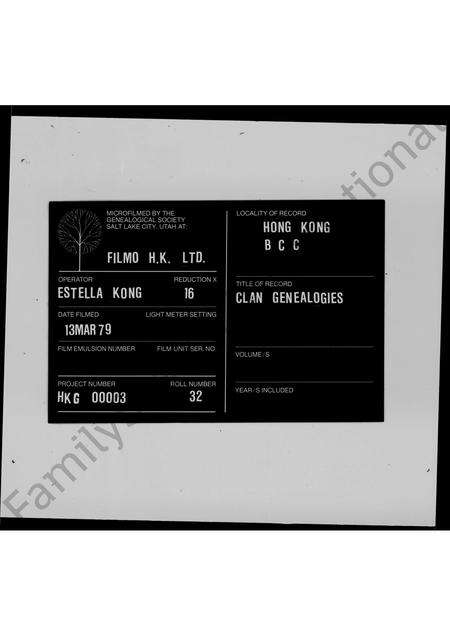 MICROFILMED BY THE
GENEALOGICAL SOCIETY
SALT LAKE CITY, UTAH AT:
FILMO H.K. LTD.
OPERATOR REDUCTION X
ESTELLA KONG 16
DATE FILMED LIGHT METER SETTING
13MAR79
FILM EMULSION NUMBER FILM UNIT SER. NO.
PROJECT NUMBER ROLL NUMBER
HKG 00003 32
LOCALITY OF RECORD
HONG KONG
B C C
TITLE OF RECORD
CLAN GENEALOGIES
VOLUME/S
YEAR/S INCLUDED
Family
national